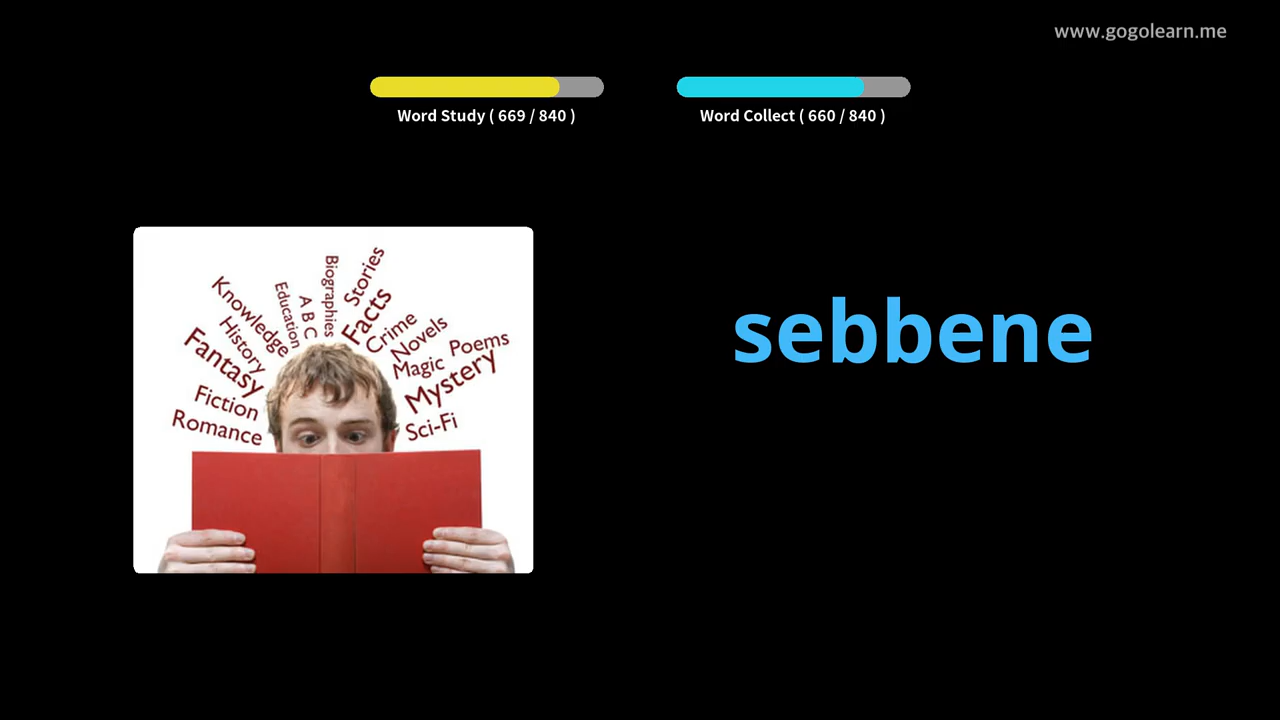 www.gogolearn.me
Word Study ( 669 / 840 )
Word Collect ( 660 / 840 )
sebbene
Romance
Fiction
Fantasy
History
Knowledge
Education
A B C
Biographies
Stories
Facts
Crime
Novels
Magic
Poems
Mystery
Sci-Fi